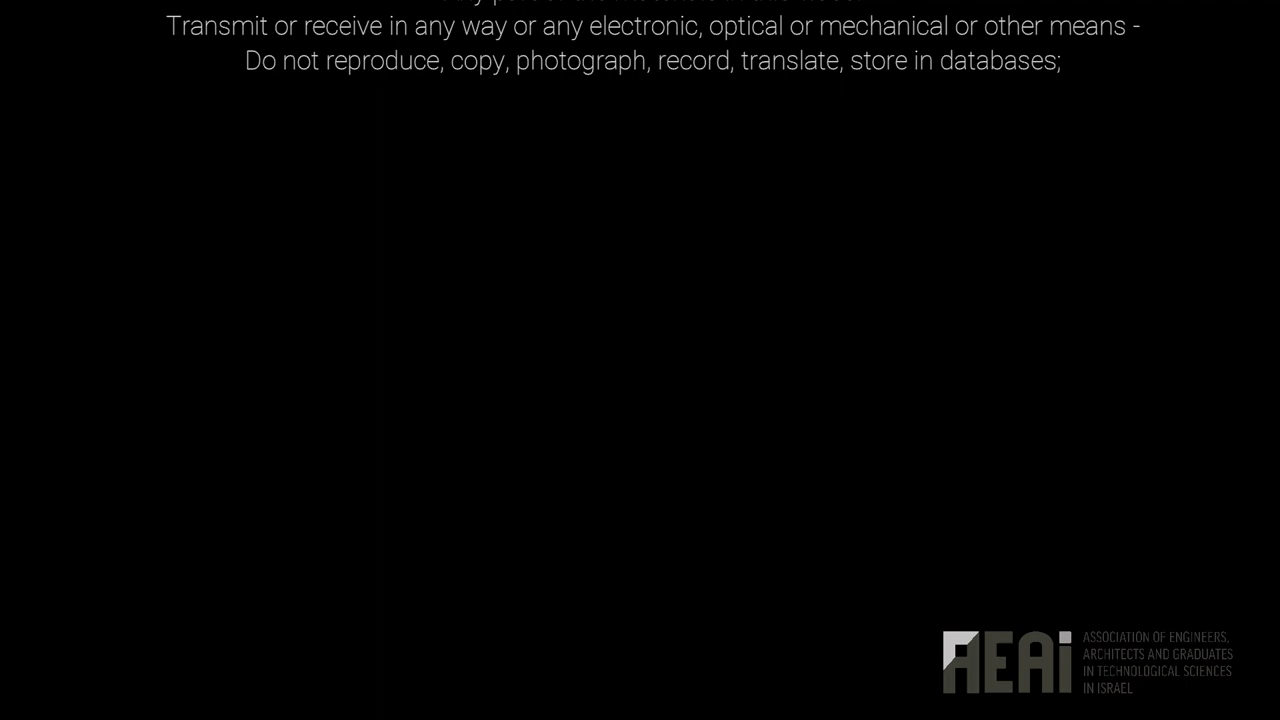 Transmit or receive in any way or any electronic, optical or mechanical or other means -
Do not reproduce, copy, photograph, record, translate, store in databases;
AEAi
ASSOCIATION OF ENGINEERS,
ARCHITECTS AND GRADUATES
IN TECHNOLOGICAL SCIENCES
IN ISRAEL